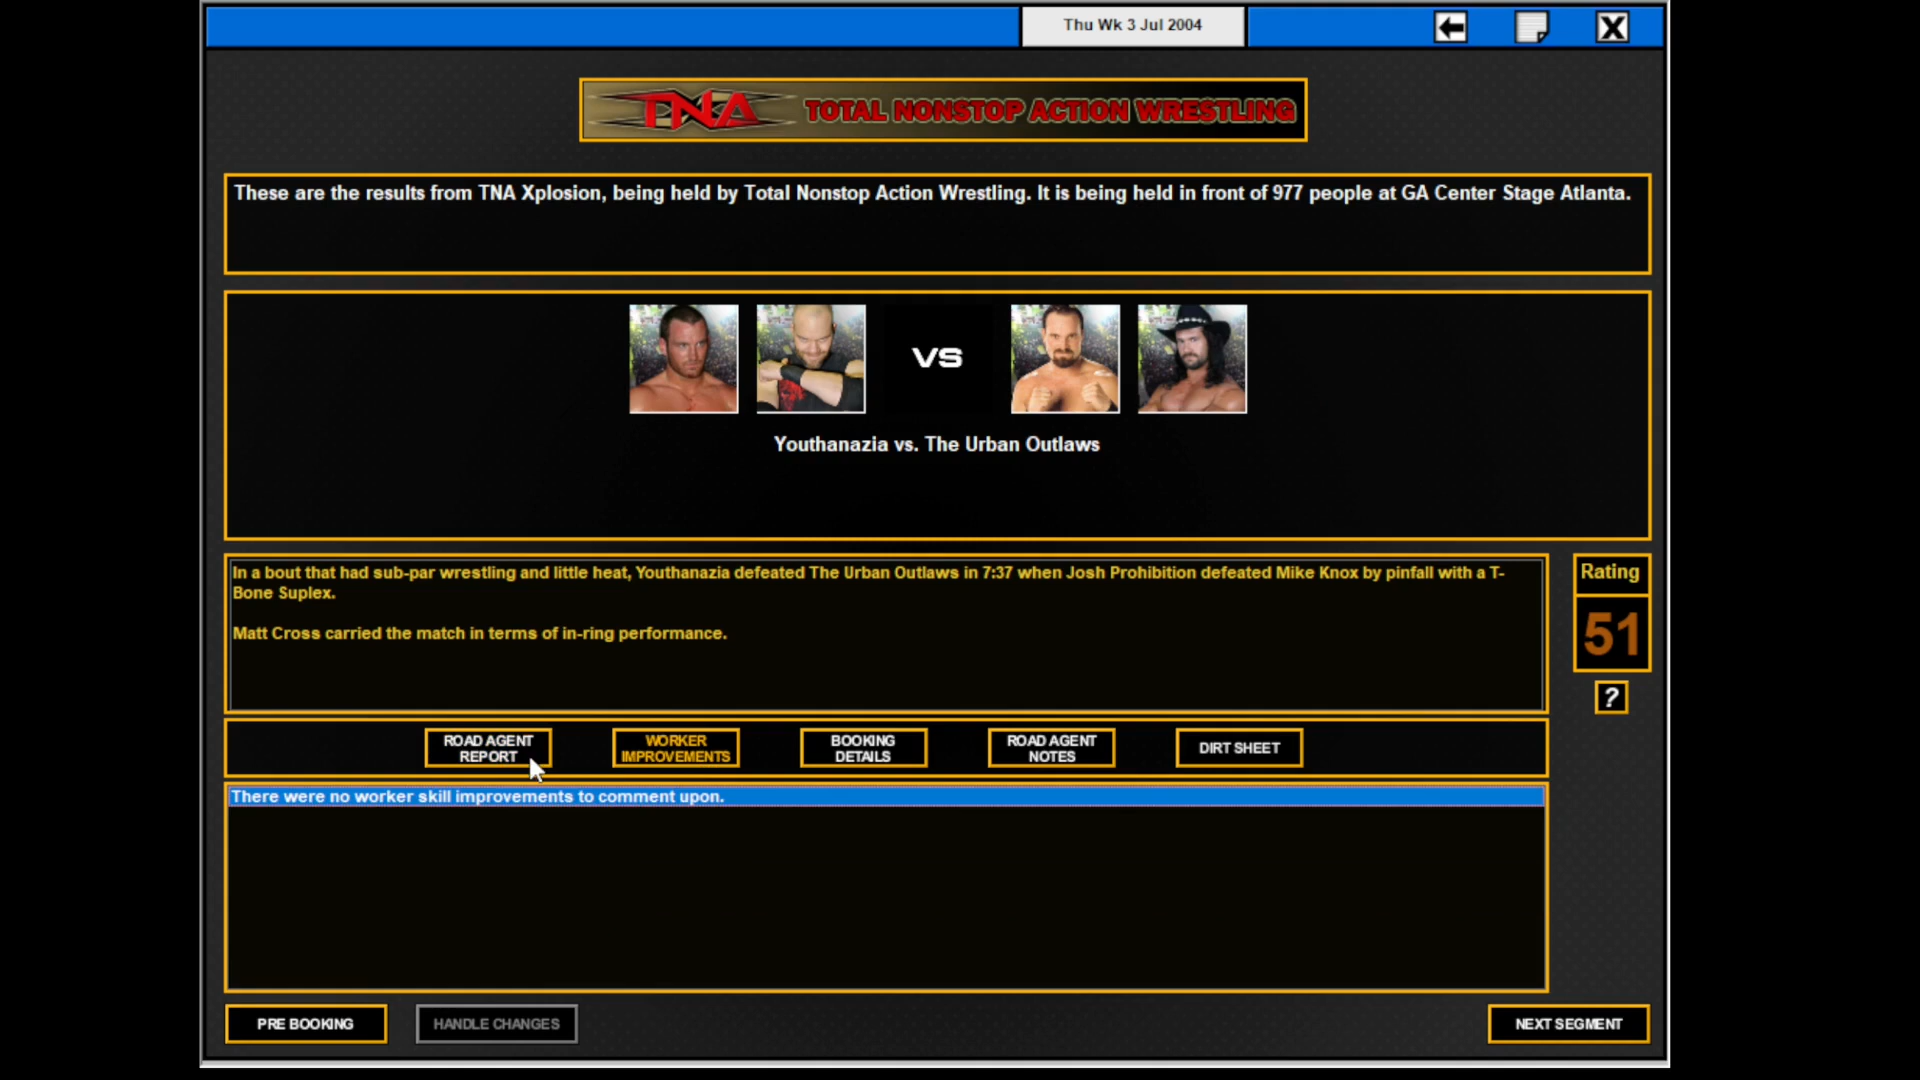 Thu Wk 3 Jul 2004
TNA TOTAL NONSTOP ACTION WRESTLING
These are the results from TNA Xplosion, being held by Total Nonstop Action Wrestling. It is being held in front of 977 people at GA Center Stage Atlanta.
VS
Youthanazia vs. The Urban Outlaws
In a bout that had sub-par wrestling and little heat, Youthanazia defeated The Urban Outlaws in 7:37 when Josh Prohibition defeated Mike Knox by pinfall with a T-
Bone Suplex.
Matt Cross carried the match in terms of in-ring performance.
Rating
51
?
ROAD AGENT
REPORT
WORKER
IMPROVEMENTS
BOOKING
DETAILS
ROAD AGENT
NOTES
DIRT SHEET
There were no worker skill improvements to comment upon.
PRE BOOKING
HANDLE CHANGES
NEXT SEGMENT